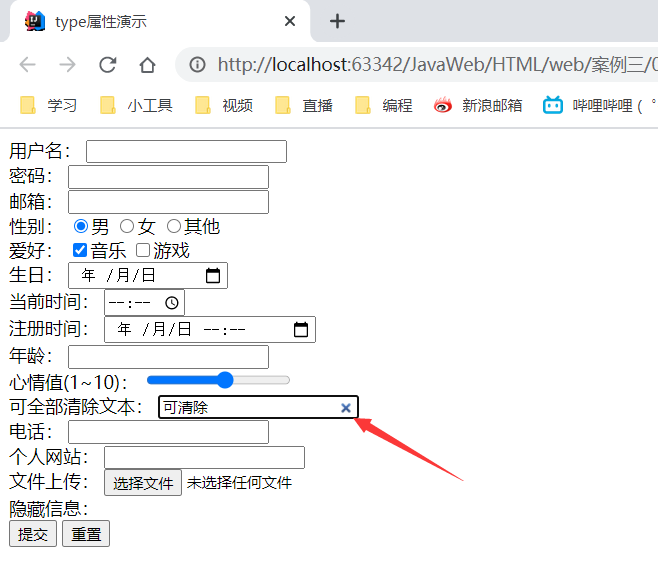 type属性演示
http://localhost:63342/JavaWeb/HTML/web/案例三/
学习 小工具 视频 直播 编程 新浪邮箱 哔哩哔哩 ( 
用户名：
密码：
邮箱：
性别： 男 女 其他
爱好： 音乐 游戏
生日： 年 /月/日
当前时间： --:--
注册时间： 年 /月/日 --:--
年龄：
心情值(1~10)：
可全部清除文本： 可清除
电话：
个人网站：
文件上传： 选择文件 未选择任何文件
隐藏信息：
提交 重置